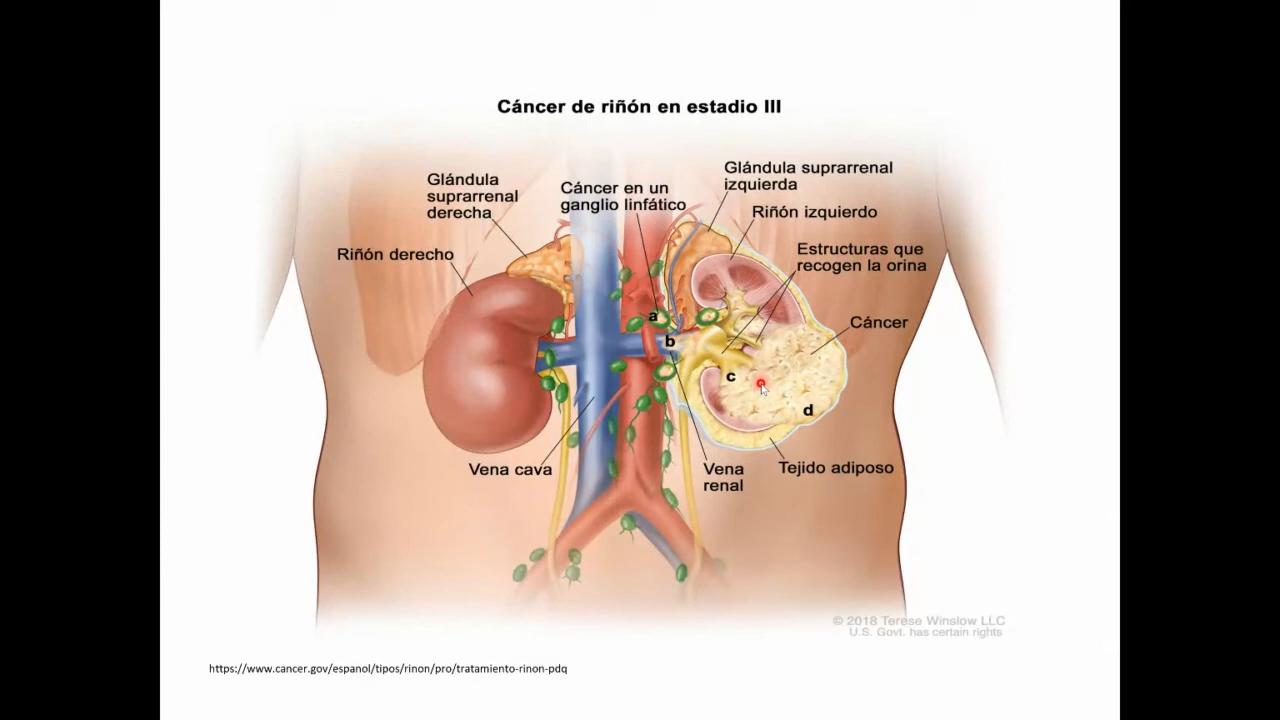 Cáncer de riñón en estadio III
Glándula
suprarrenal
derecha
Cáncer en un
ganglio linfático
Glándula suprarrenal
izquierda
Riñón izquierdo
Riñón derecho
Estructuras que
recogen la orina
a
b
Cáncer
c
d
Vena cava
Vena
renal
Tejido adiposo
© 2018 Terese Winslow LLC
U.S. Govt. has certain rights
https://www.cancer.gov/espanol/tipos/rinon/pro/tratamiento-rinon-pdq